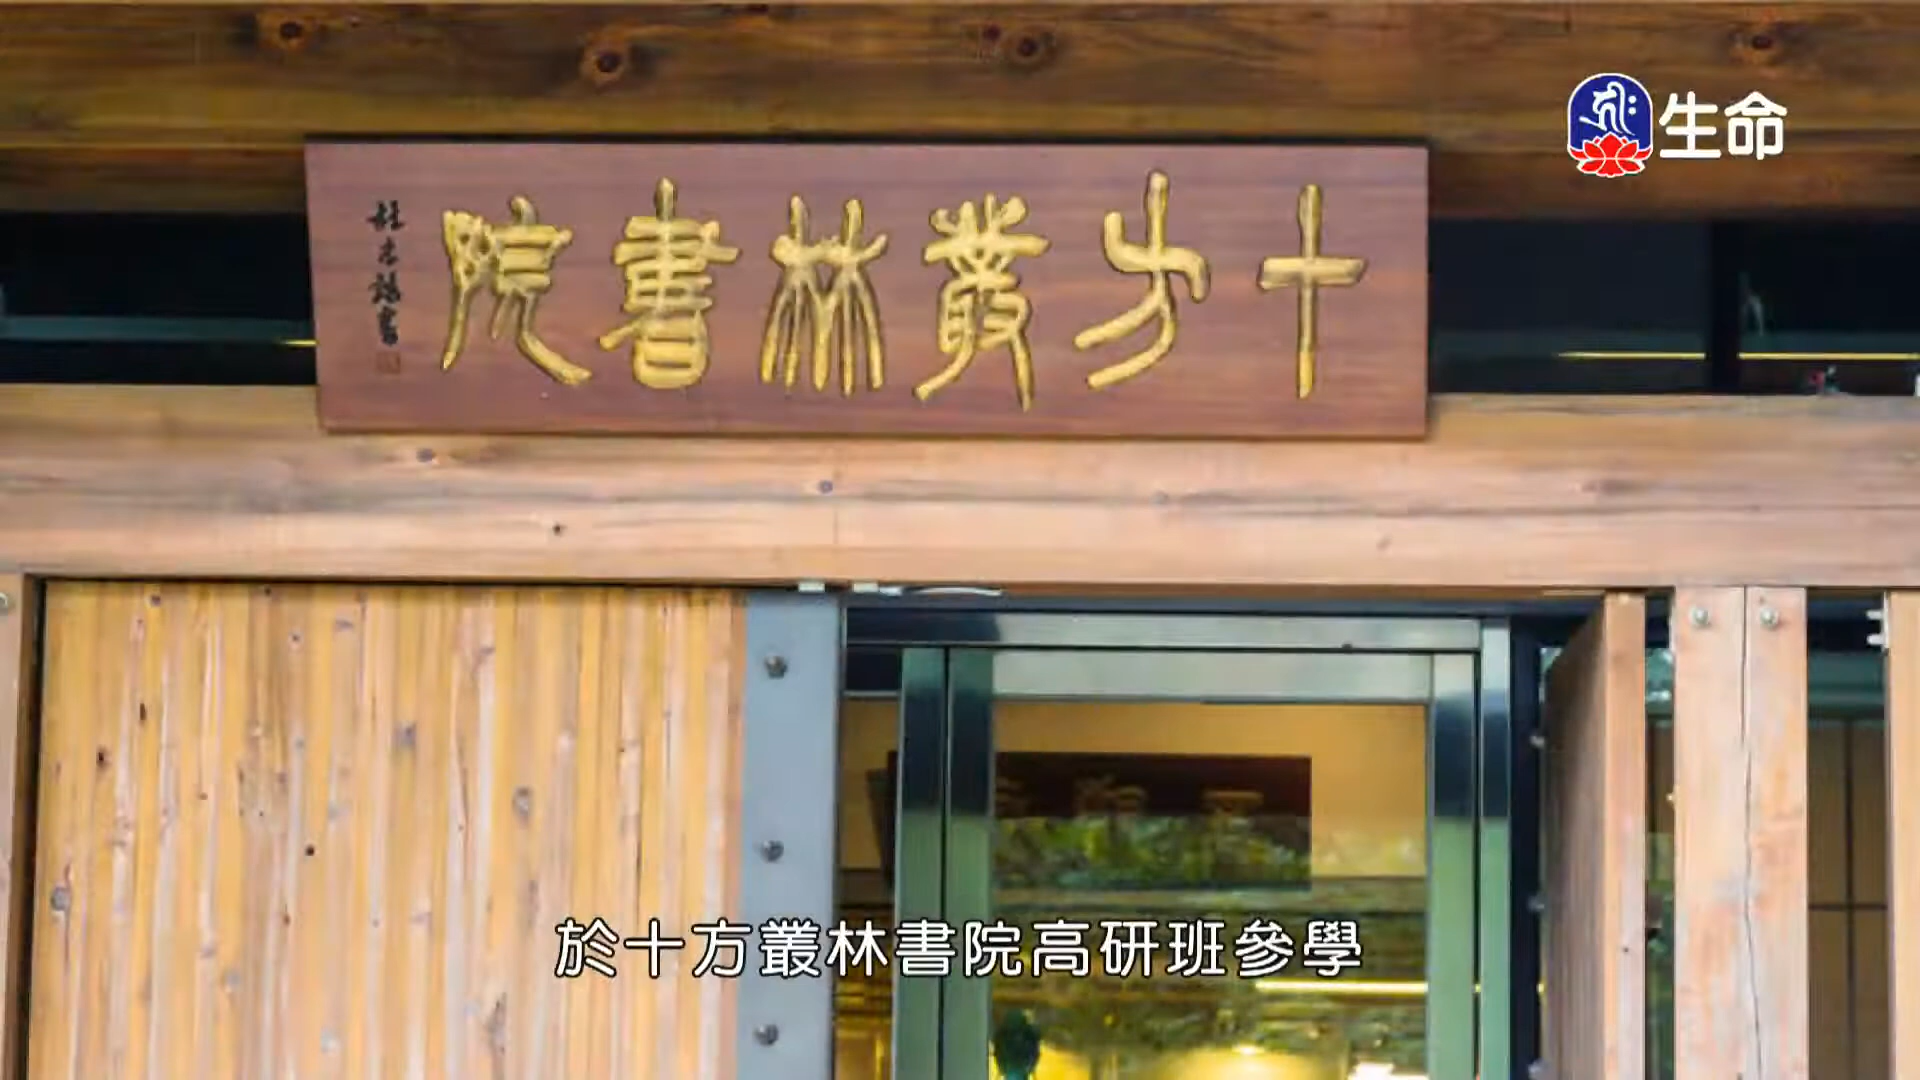 生命
十方叢林書院
於十方叢林書院高研班參學